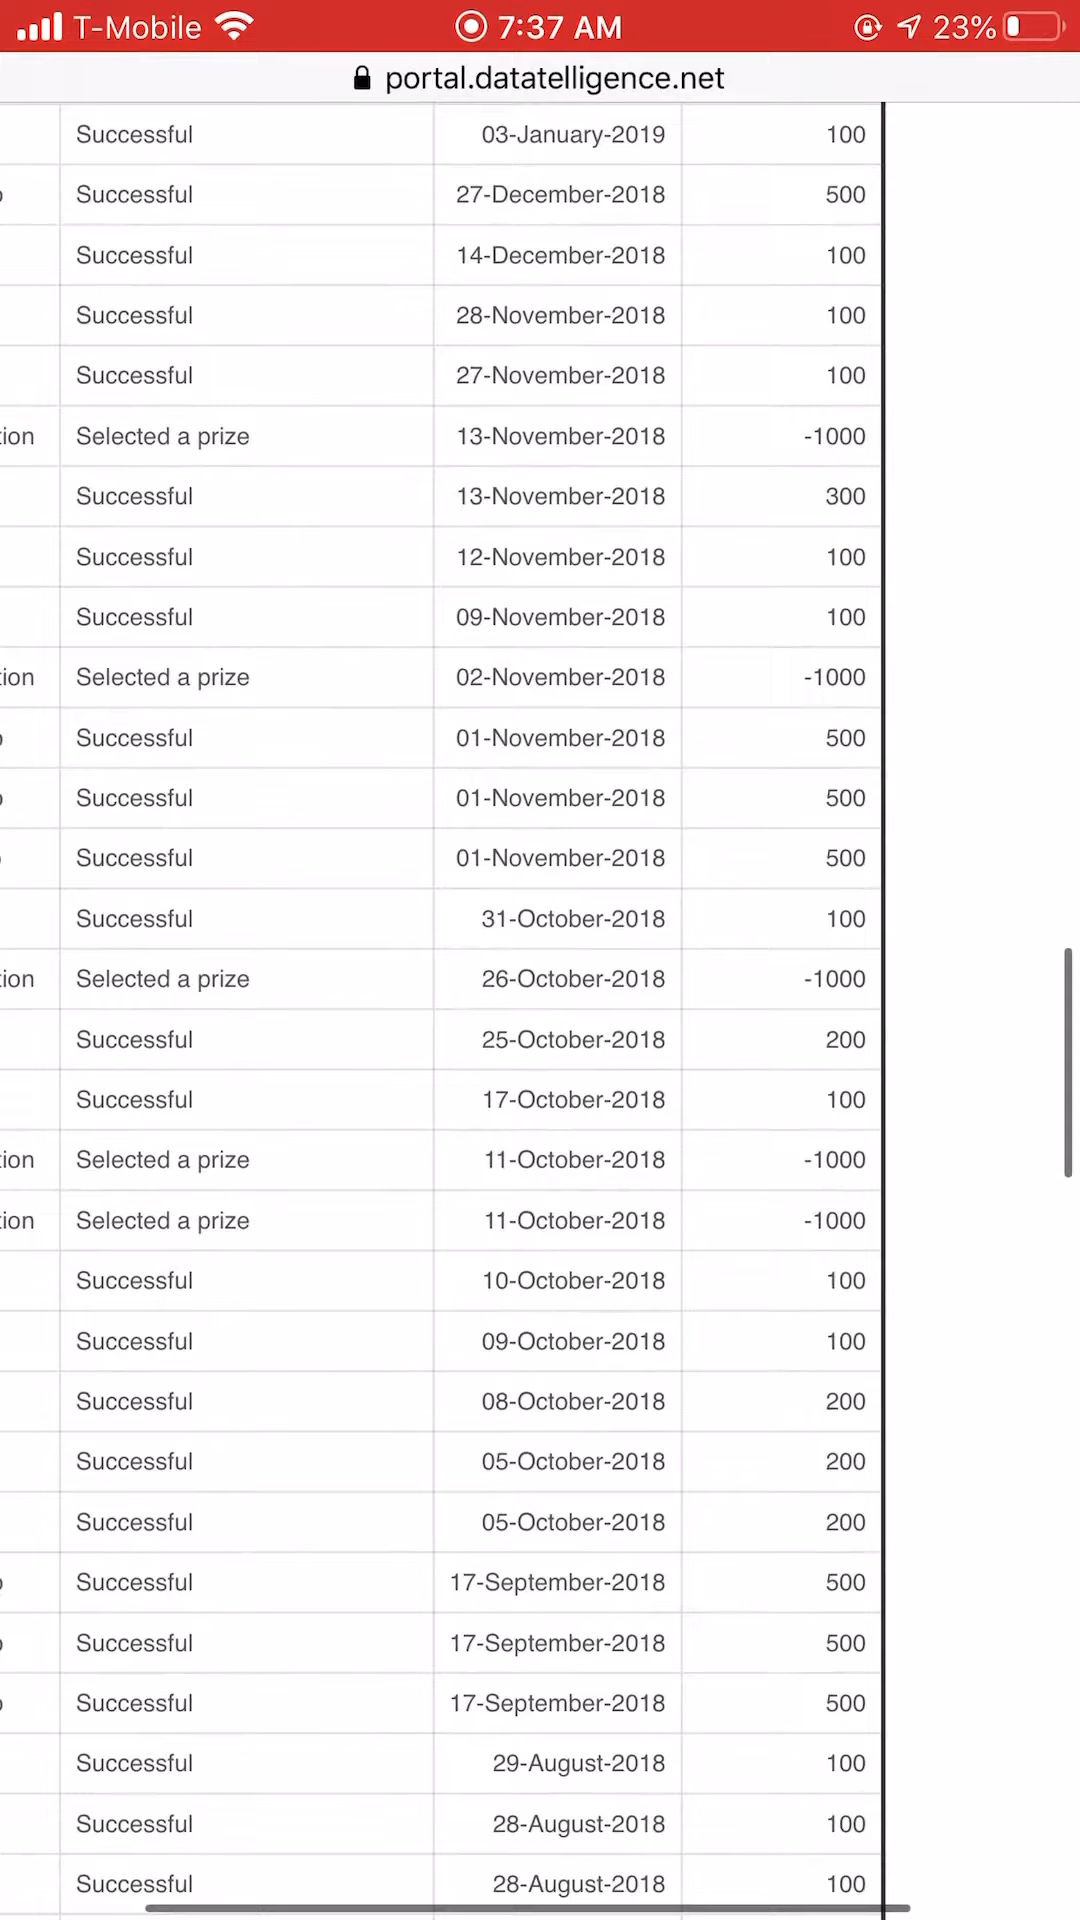 T-Mobile 7:37 AM 23%
portal.datatelligence.net
Successful 03-January-2019 100
Successful 27-December-2018 500
Successful 14-December-2018 100
Successful 28-November-2018 100
Successful 27-November-2018 100
tion Selected a prize 13-November-2018 -1000
Successful 13-November-2018 300
Successful 12-November-2018 100
Successful 09-November-2018 100
tion Selected a prize 02-November-2018 -1000
Successful 01-November-2018 500
Successful 01-November-2018 500
Successful 01-November-2018 500
Successful 31-October-2018 100
tion Selected a prize 26-October-2018 -1000
Successful 25-October-2018 200
Successful 17-October-2018 100
tion Selected a prize 11-October-2018 -1000
tion Selected a prize 11-October-2018 -1000
Successful 10-October-2018 100
Successful 09-October-2018 100
Successful 08-October-2018 200
Successful 05-October-2018 200
Successful 05-October-2018 200
Successful 17-September-2018 500
Successful 17-September-2018 500
Successful 17-September-2018 500
Successful 29-August-2018 100
Successful 28-August-2018 100
Successful 28-August-2018 100